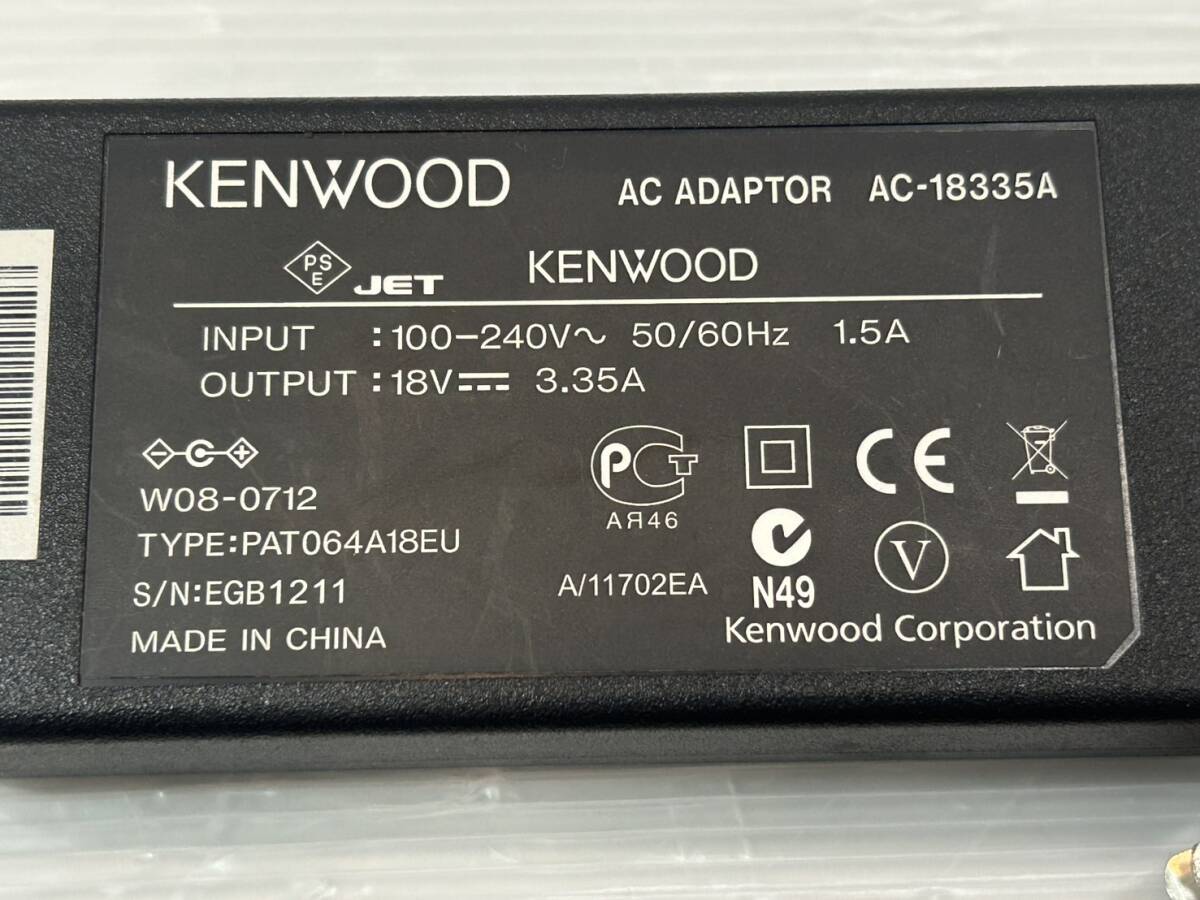 KENWOOD AC ADAPTOR AC-18335A
PS
E
JET KENWOOD
INPUT :100-240V~ 50/60Hz 1.5A
OUTPUT :18V⎓ 3.35A
W08-0712
TYPE:PAT064A18EU
S/N:EGB1211
MADE IN CHINA
PCT
АЯ46
CE
A/11702EA
N49
V
Kenwood Corporation